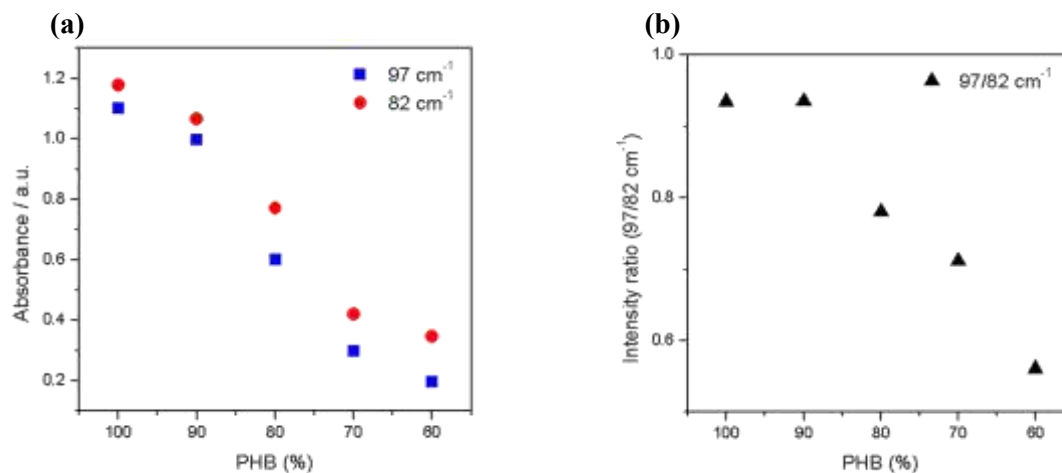 (a)
97 cm⁻¹
82 cm⁻¹
1.2
1.0
0.8
0.6
0.4
0.2
Absorbance / a.u.
100 90 80 70 60
PHB (%)
(b)
97/82 cm⁻¹
1.0
0.8
0.6
Intensity ratio (97/82 cm⁻¹)
100 90 80 70 60
PHB (%)